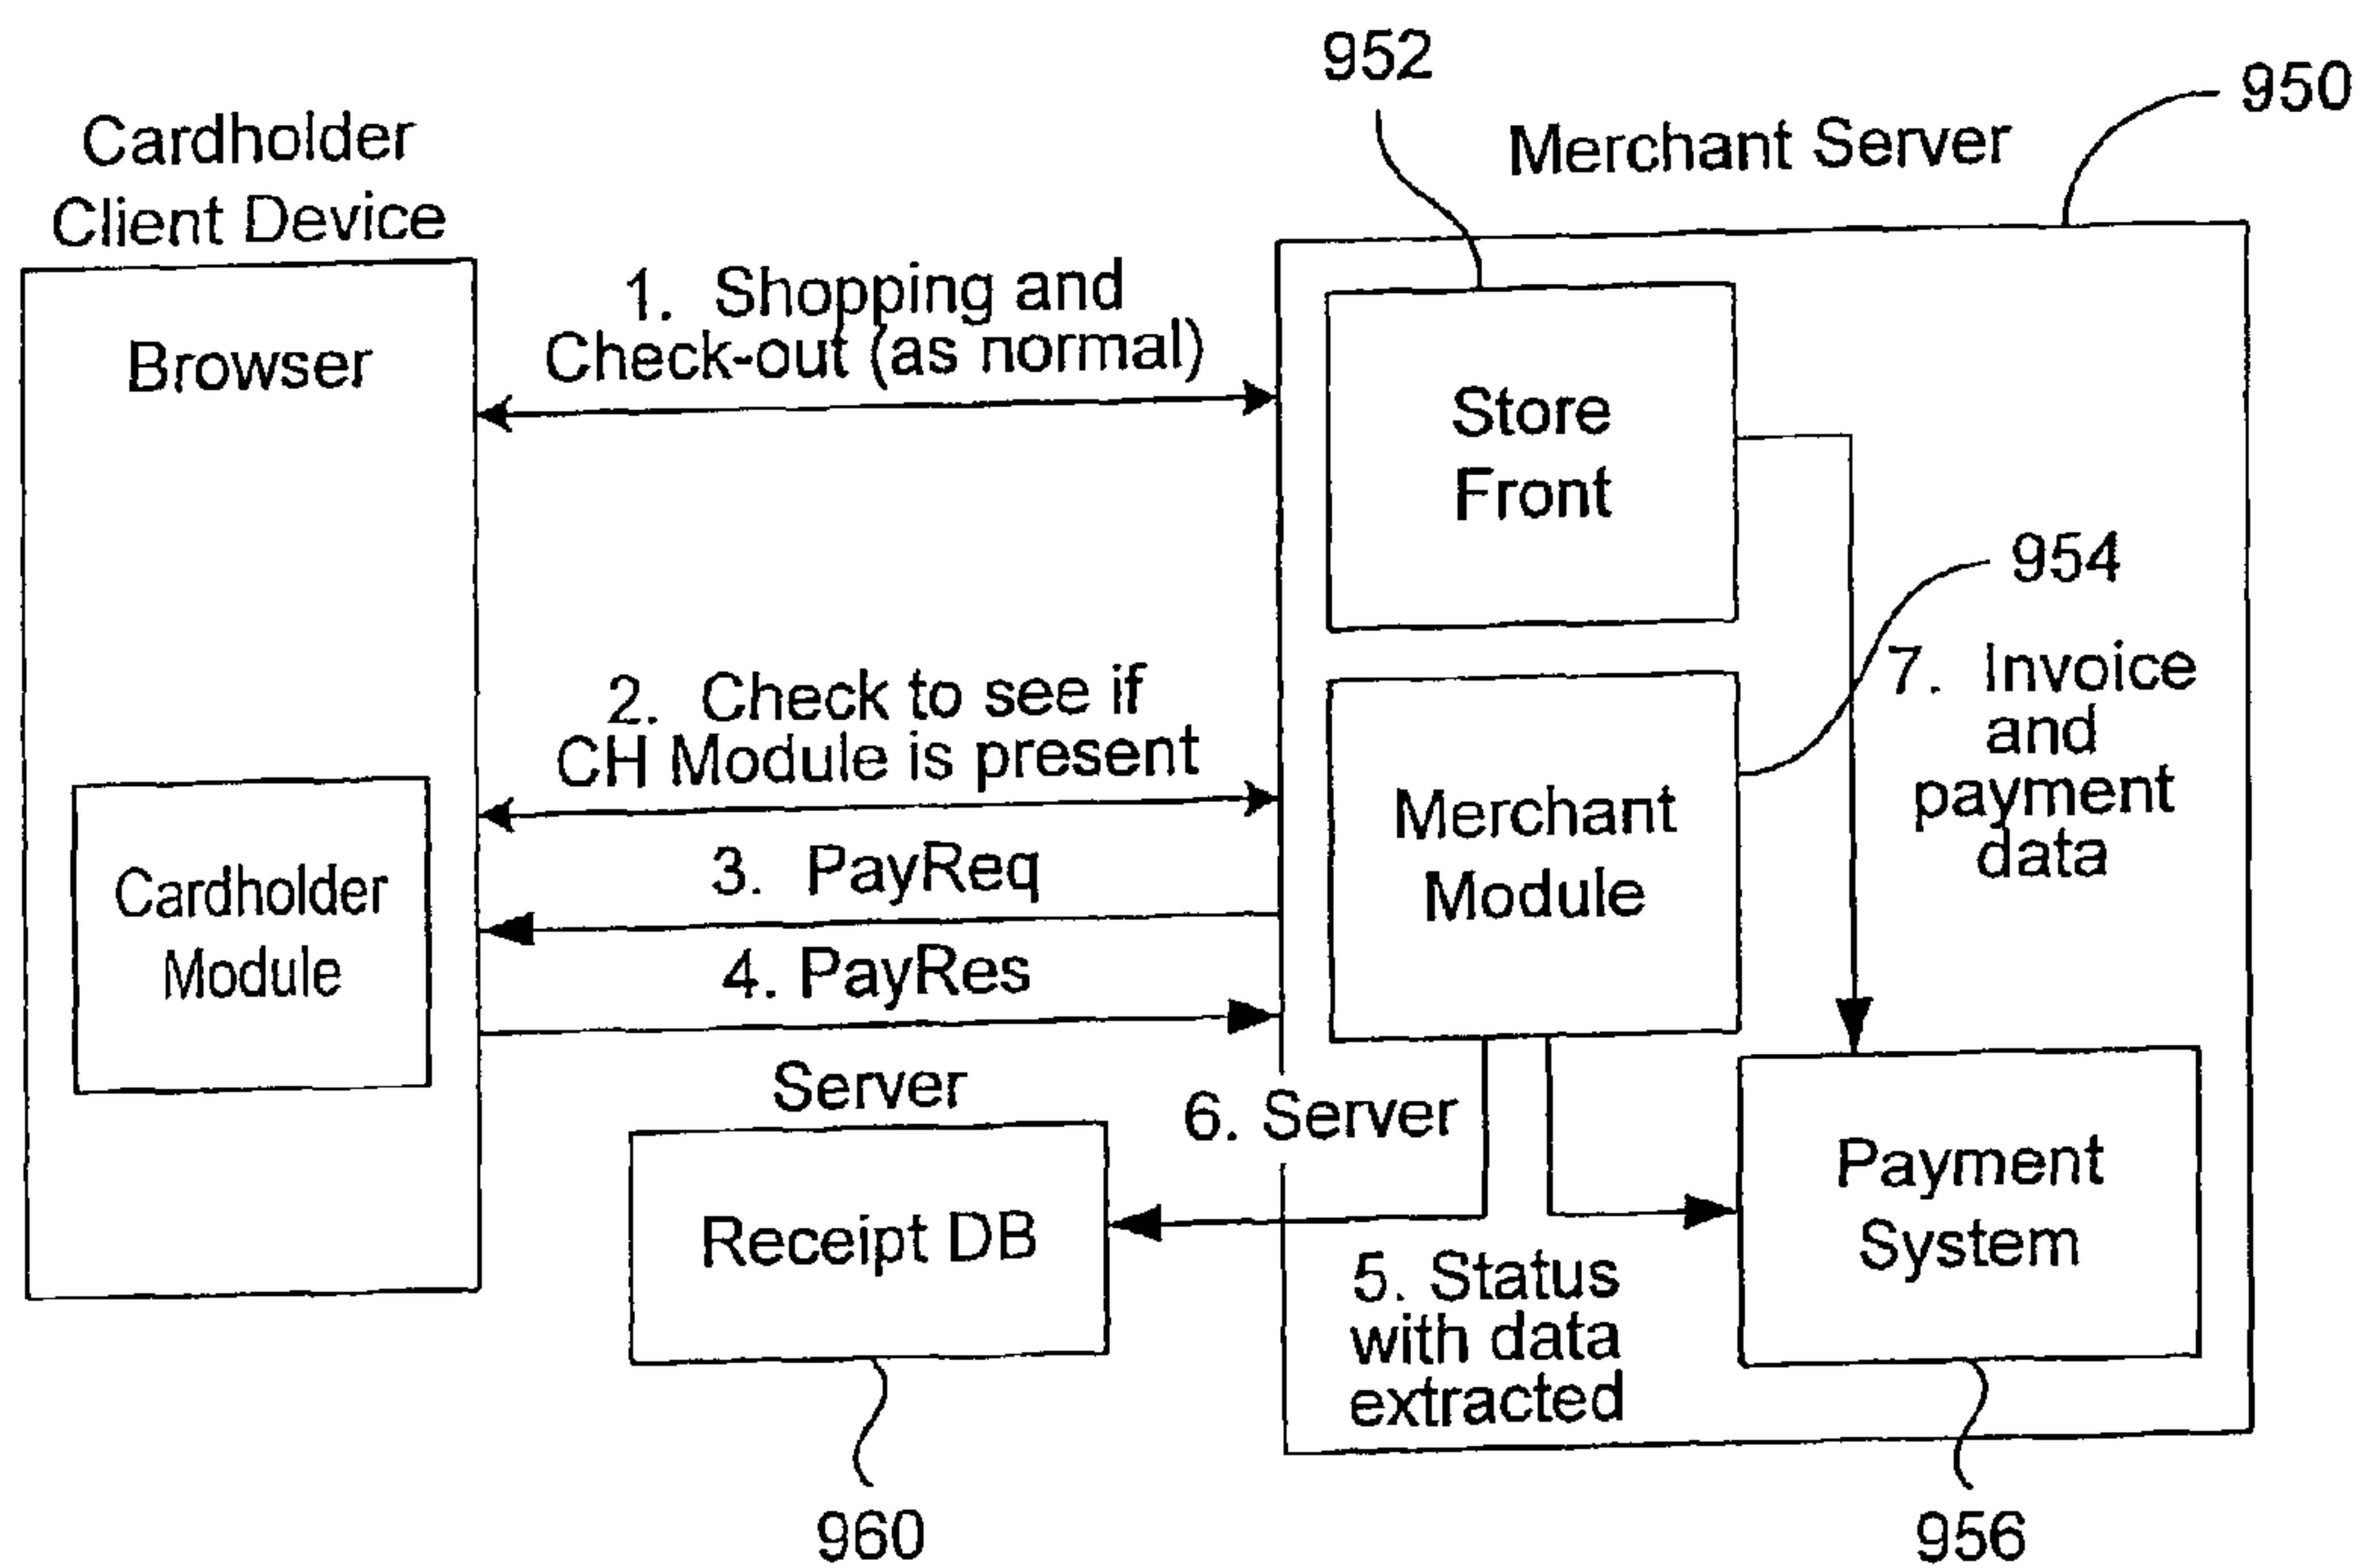 952
950
Merchant Server
Cardholder
Client Device
Browser
1. Shopping and
Check-out (as normal)
Store
Front
954
2. Check to see if
CH Module is present
7. Invoice
and
payment
data
Merchant
Module
3. PayReq
Cardholder
Module
4. PayRes
Server
6. Server
Receipt DB
Payment
System
5. Status
with data
extracted
960
956